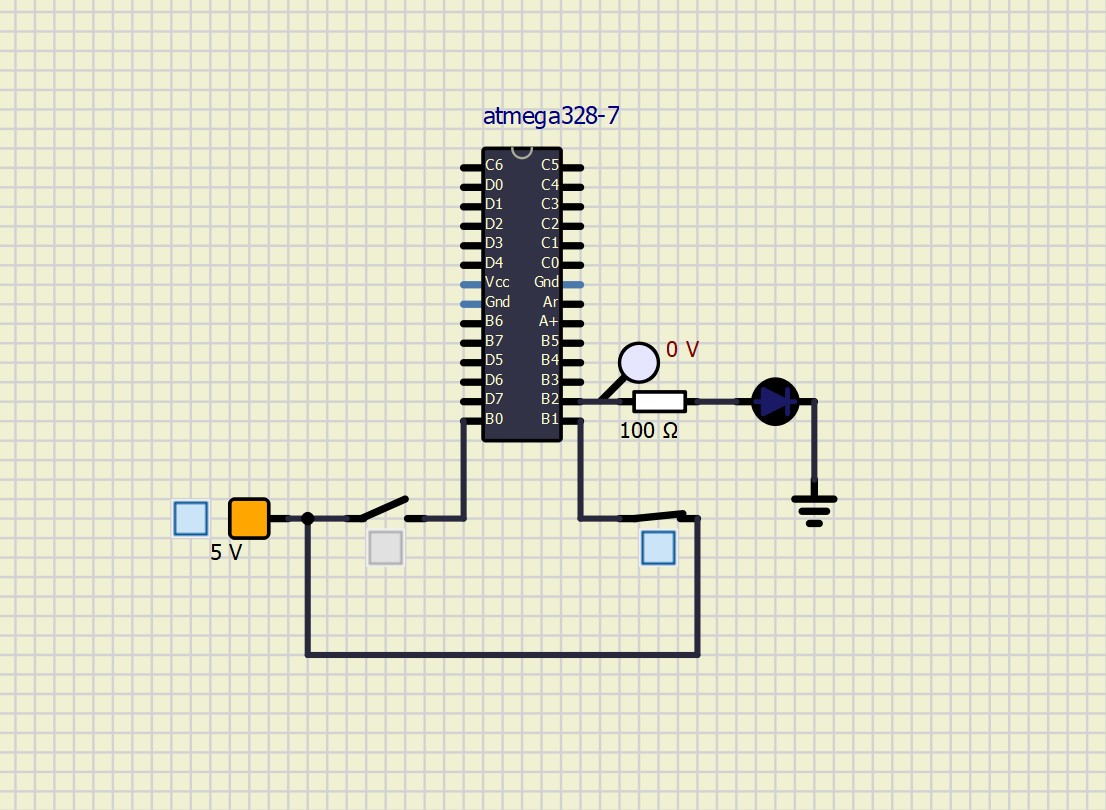 atmega328-7
C6 C5
D0 C4
D1 C3
D2 C2
D3 C1
D4 C0
Vcc Gnd
Gnd Ar
B6 A+
B7 B5
D5 B4
D6 B3
D7 B2
B0 B1
0 V
100 Ω
5 V